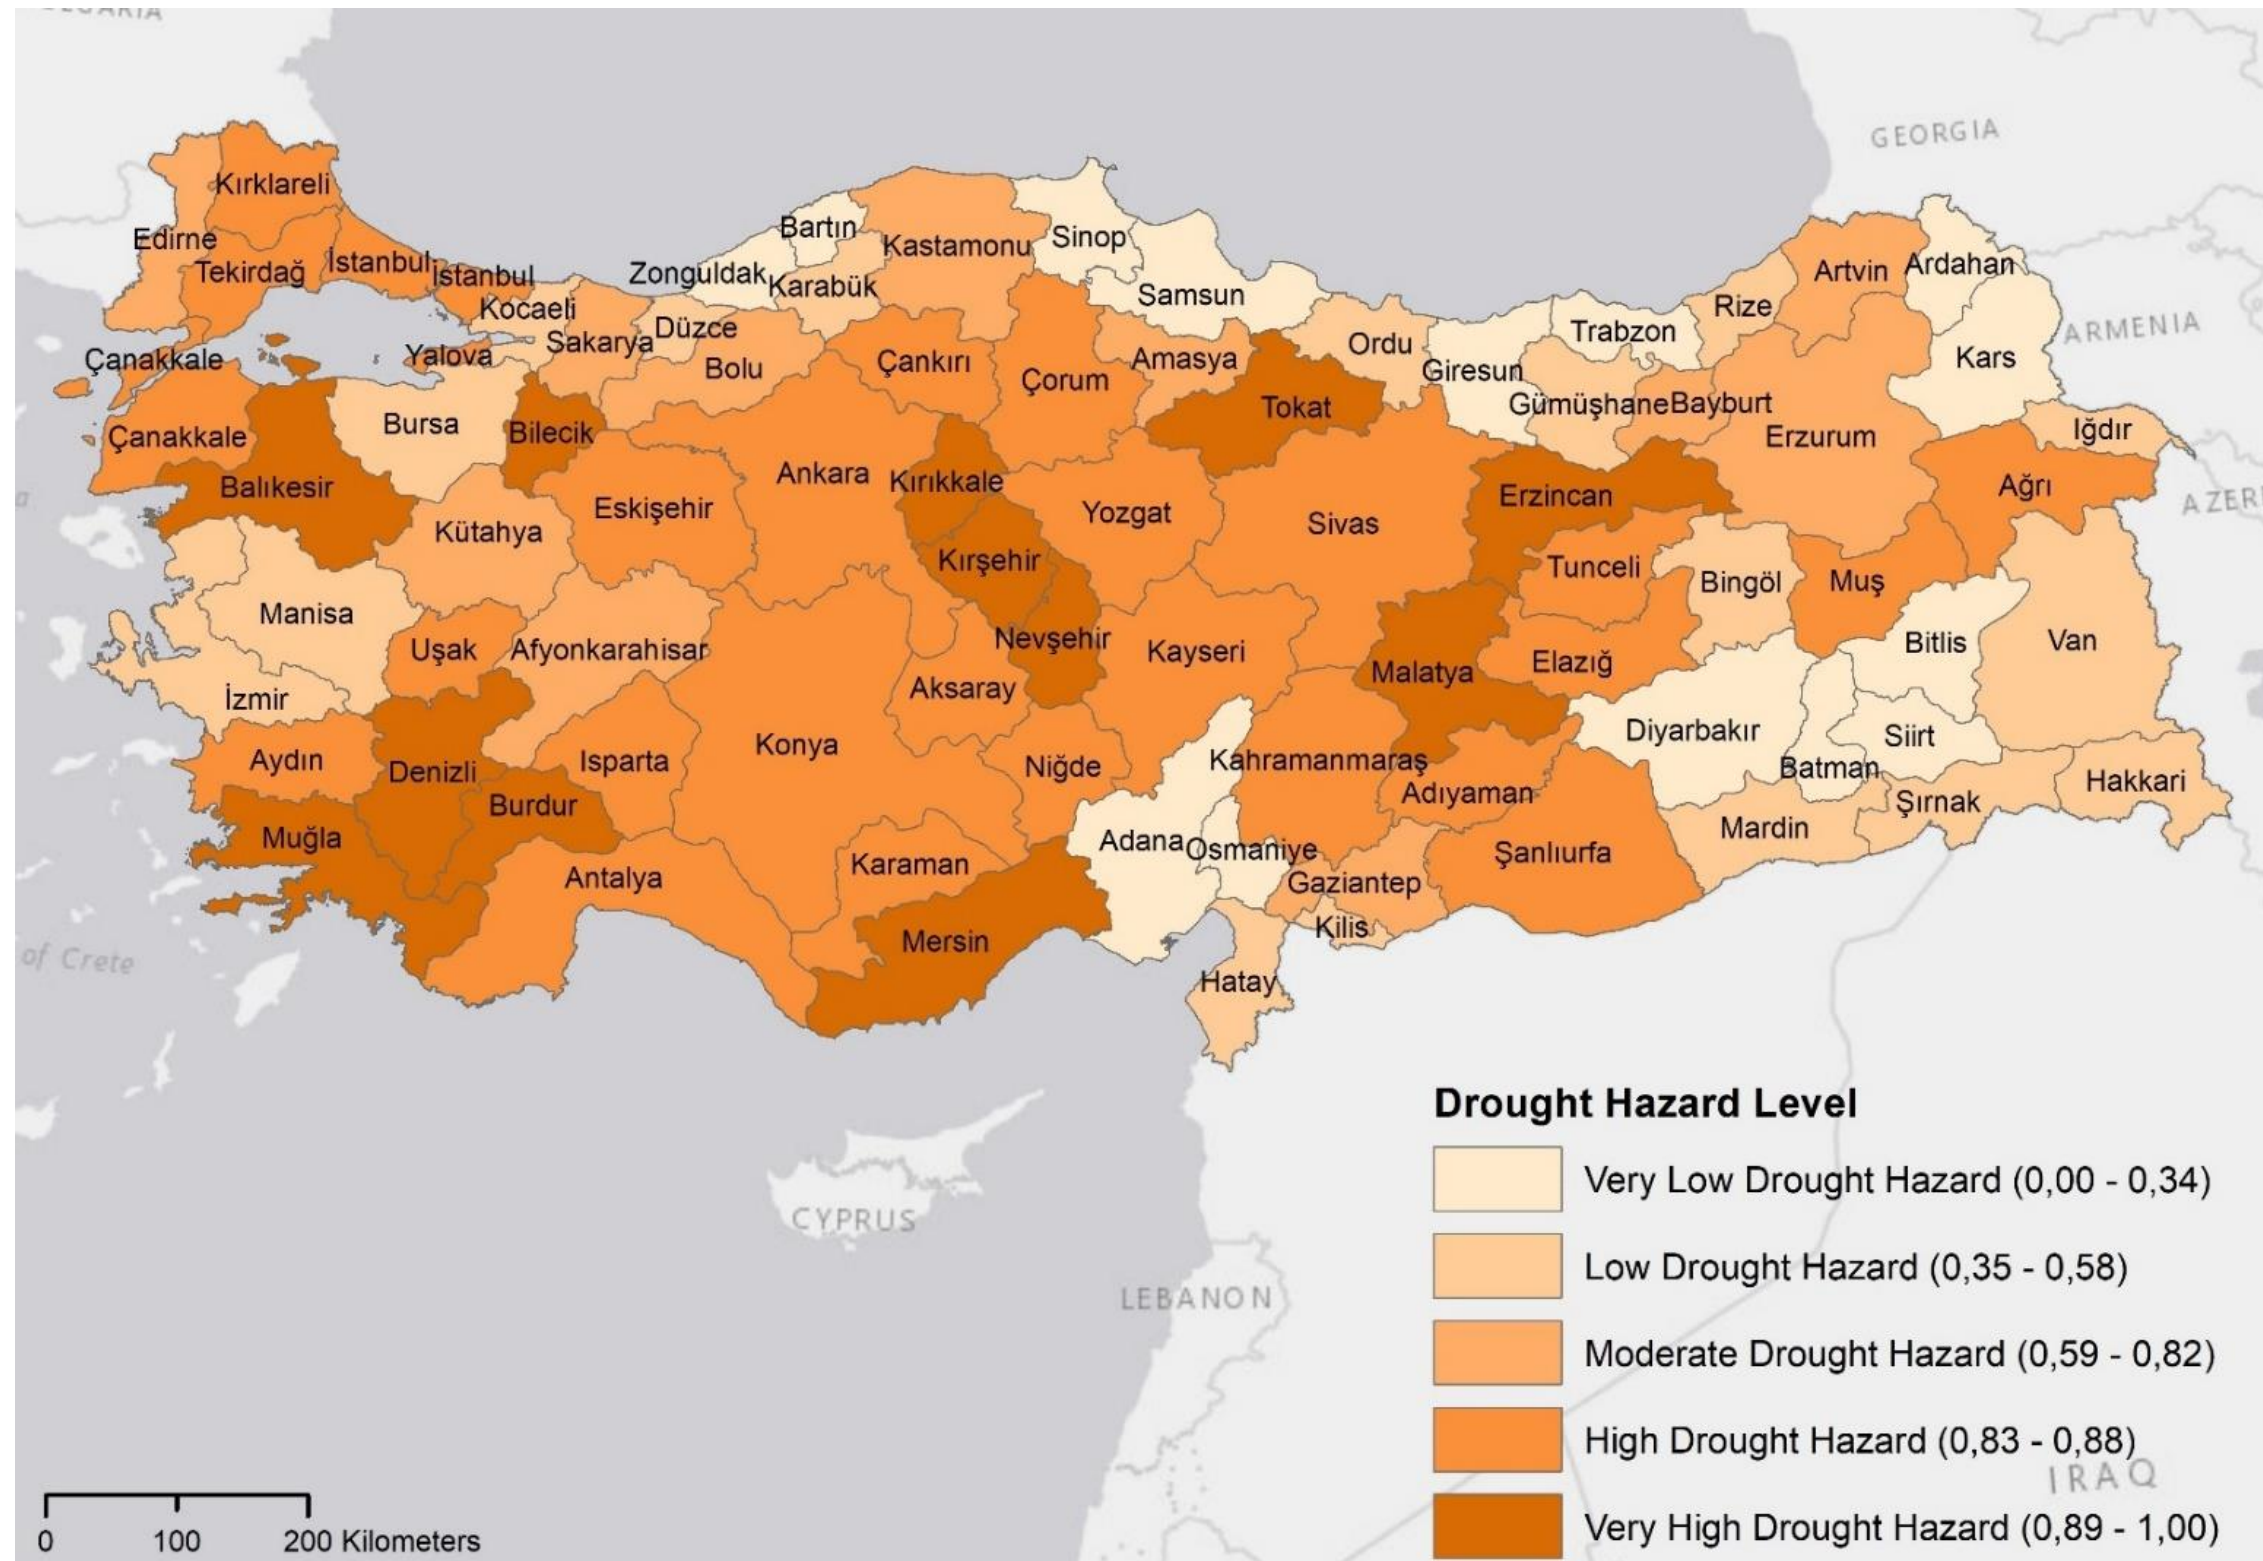 GEORGIA
ARMENIA
Kırklareli
Edirne
Tekirdağ
İstanbul
İstanbul
Kocaeli
Sakarya
Düzce
Zonguldak
Bartın
Karabük
Kastamonu
Sinop
Samsun
Artvin
Ardahan
Rize
Trabzon
Giresun
Ordu
Kars
Çanakkale
Yalova
Bolu
Çankırı
Çorum
Amasya
Tokat
Gümüşhane
Bayburt
Erzurum
Iğdır
Çanakkale
Bursa
Bilecik
Balıkesir
Eskişehir
Ankara
Kırıkkale
Yozgat
Sivas
Erzincan
Ağrı
Kütahya
Kırşehir
Tunceli
Bingöl
Muş
Manisa
Uşak
Afyonkarahisar
Nevşehir
Kayseri
Malatya
Elazığ
Bitlis
Van
İzmir
Aksaray
Aydın
Denizli
Isparta
Konya
Niğde
Kahramanmaraş
Adıyaman
Diyarbakır
Batman
Siirt
Şırnak
Hakkari
Muğla
Burdur
Antalya
Karaman
Mersin
Adana
Osmaniye
Gaziantep
Kilis
Şanlıurfa
Mardin
Hatay
of Crete
CYPRUS
LEBANON
IRAQ
Drought Hazard Level
Very Low Drought Hazard (0,00 - 0,34)
Low Drought Hazard (0,35 - 0,58)
Moderate Drought Hazard (0,59 - 0,82)
High Drought Hazard (0,83 - 0,88)
Very High Drought Hazard (0,89 - 1,00)
0 100 200 Kilometers